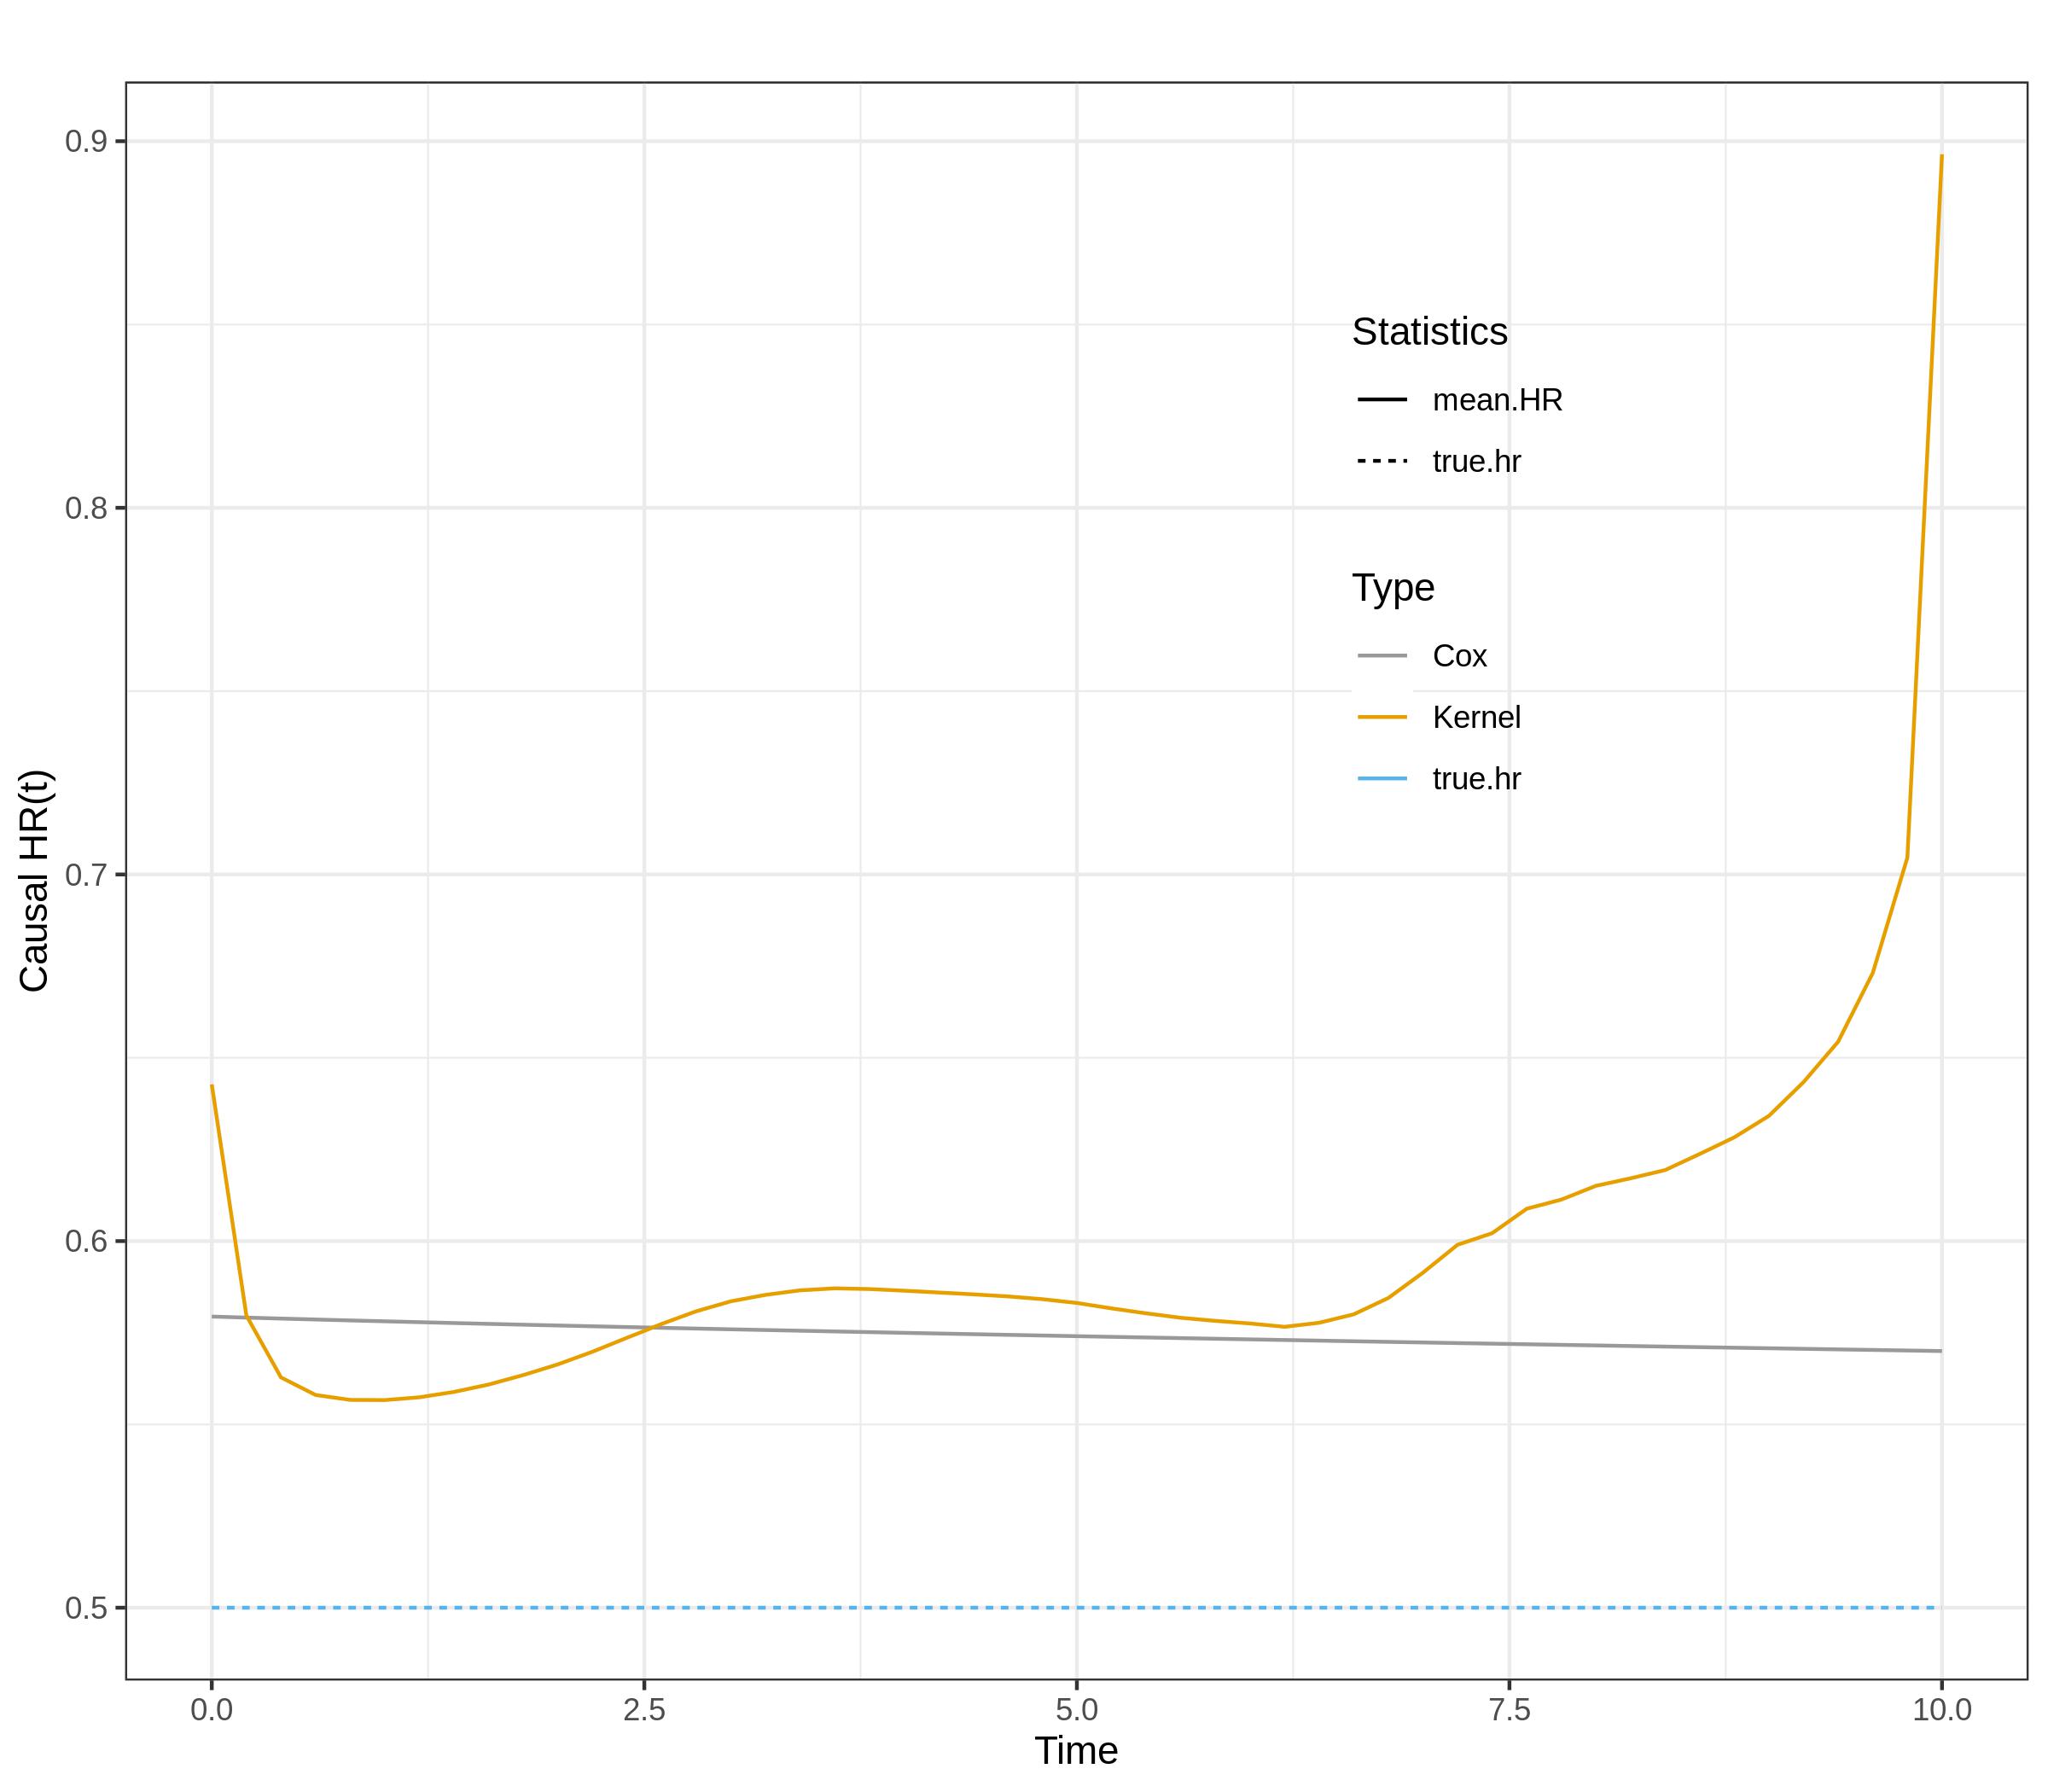 0.9
0.8
0.7
0.6
0.5
Causal HR(t)
Statistics
mean.HR
true.hr
Type
Cox
Kernel
true.hr
0.0 2.5 5.0 7.5 10.0
Time